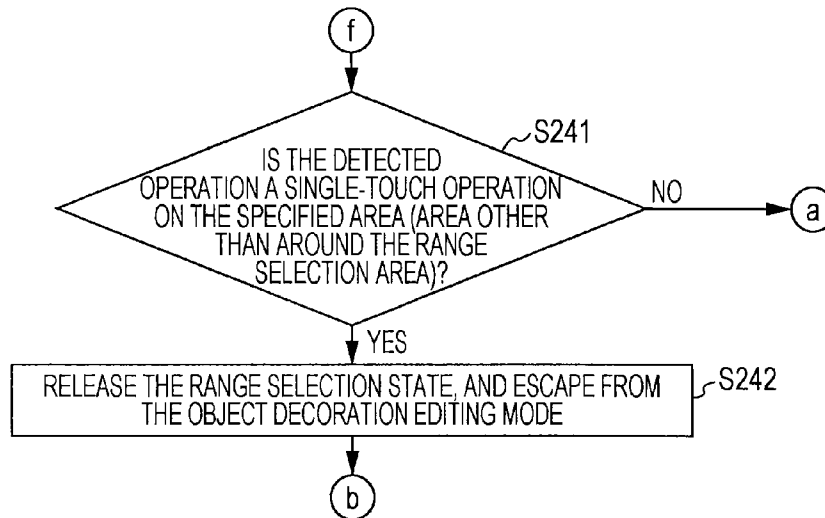 f
S241
IS THE DETECTED
OPERATION A SINGLE-TOUCH OPERATION
ON THE SPECIFIED AREA (AREA OTHER
THAN AROUND THE RANGE
SELECTION AREA)?
NO
a
YES
RELEASE THE RANGE SELECTION STATE, AND ESCAPE FROM
THE OBJECT DECORATION EDITING MODE
S242
b